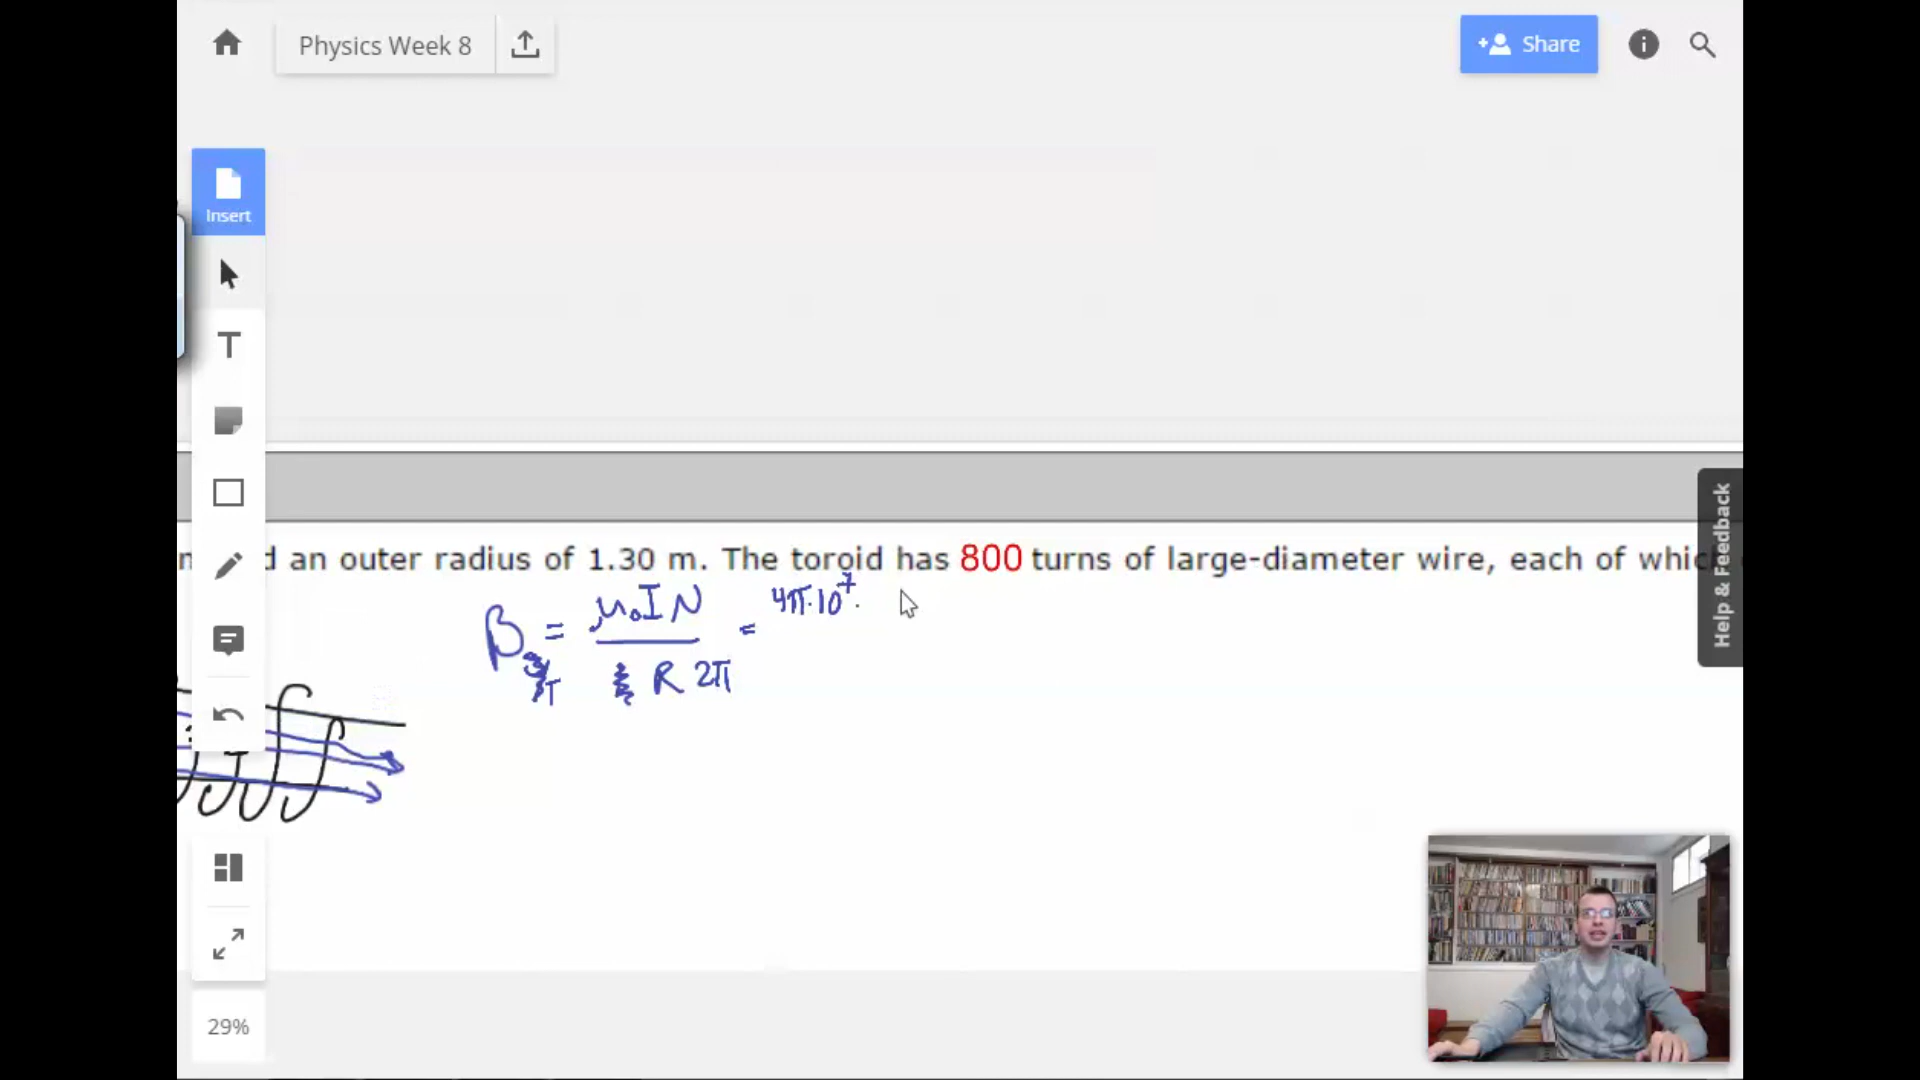 Physics Week 8
Share
Insert
T
an outer radius of 1.30 m. The toroid has 800 turns of large-diameter wire, each of
B = μ₀IN / R 2π = 4π·10⁻⁷·
T
Help & Feedback
29%